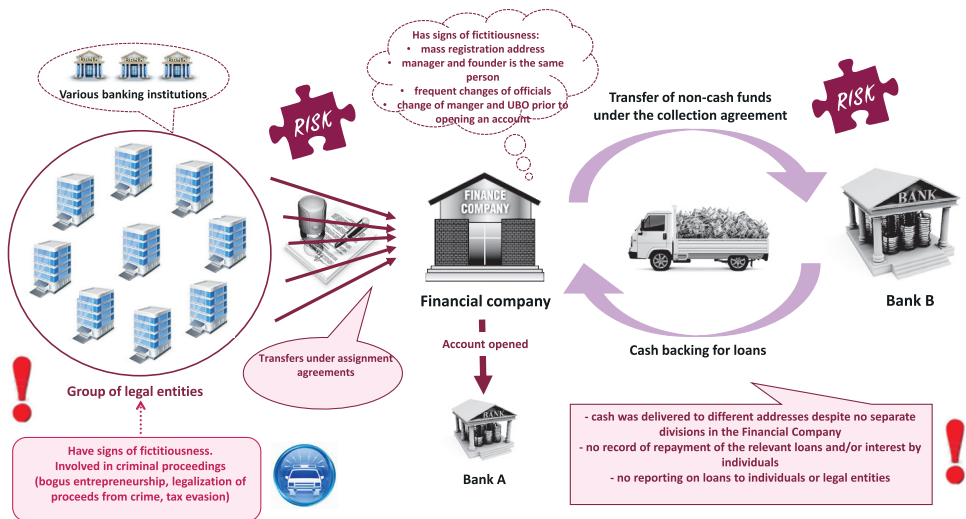 Various banking institutions
RISK
Has signs of fictitiousness:
• mass registration address
• manager and founder is the same
person
• frequent changes of officials
• change of manger and UBO prior to
opening an account
Transfer of non-cash funds
under the collection agreement
RISK
FINANCE
COMPANY
BANK
Financial company
Bank B
Account opened
Transfers under assignment
agreements
Cash backing for loans
Group of legal entities
BANK
Bank A
Have signs of fictitiousness.
Involved in criminal proceedings
(bogus entrepreneurship, legalization of
proceeds from crime, tax evasion)
- cash was delivered to different addresses despite no separate
divisions in the Financial Company
- no record of repayment of the relevant loans and/or interest by
individuals
- no reporting on loans to individuals or legal entities